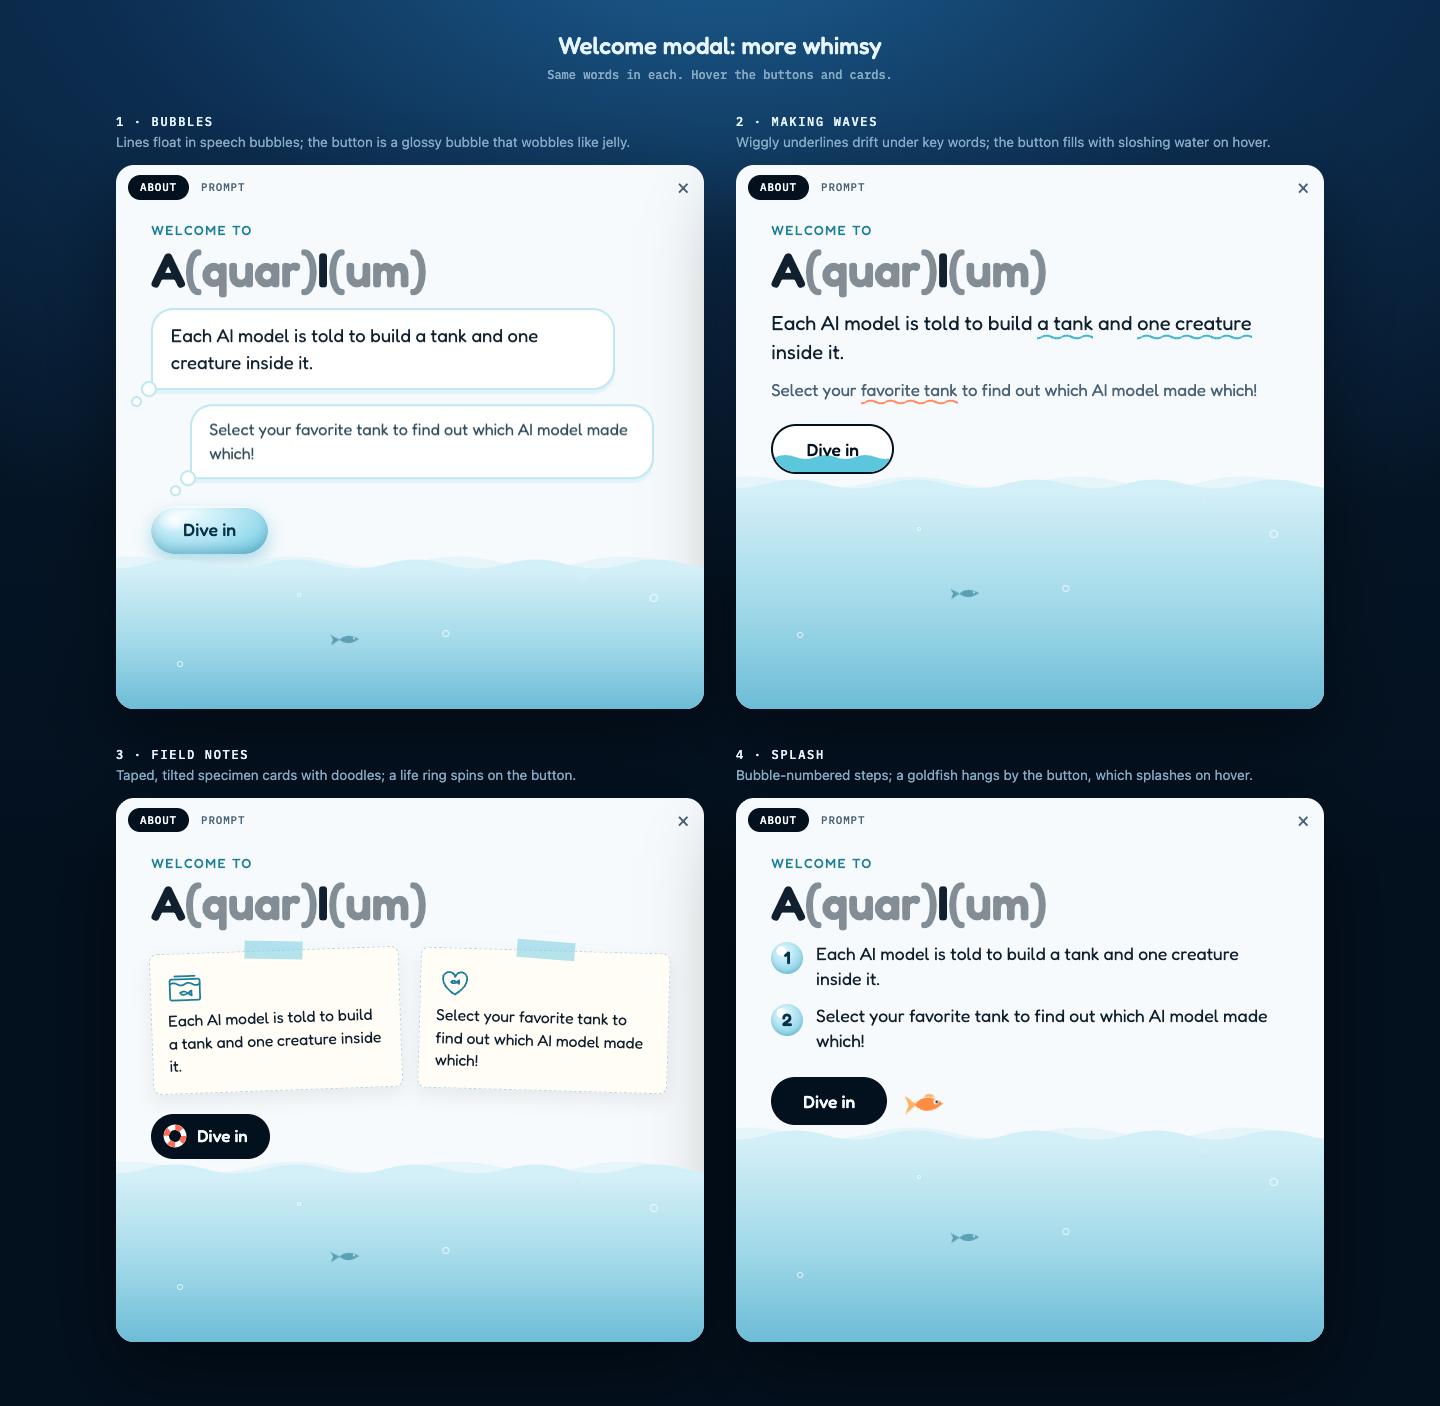 Welcome modal: more whimsy
Same words in each. Hover the buttons and cards.
1 · BUBBLES
Lines float in speech bubbles; the button is a glossy bubble that wobbles like jelly.
ABOUT PROMPT ×
WELCOME TO
A(quar)I(um)
Each AI model is told to build a tank and one
creature inside it.
Select your favorite tank to find out which AI model made
which!
Dive in
2 · MAKING WAVES
Wiggly underlines drift under key words; the button fills with sloshing water on hover.
ABOUT PROMPT ×
WELCOME TO
A(quar)I(um)
Each AI model is told to build a tank and one creature
inside it.
Select your favorite tank to find out which AI model made which!
Dive in
3 · FIELD NOTES
Taped, tilted specimen cards with doodles; a life ring spins on the button.
ABOUT PROMPT ×
WELCOME TO
A(quar)I(um)
Each AI model is told to build
a tank and one creature inside
it.
Select your favorite tank to
find out which AI model made
which!
Dive in
4 · SPLASH
Bubble-numbered steps; a goldfish hangs by the button, which splashes on hover.
ABOUT PROMPT ×
WELCOME TO
A(quar)I(um)
1 Each AI model is told to build a tank and one creature
inside it.
2 Select your favorite tank to find out which AI model made
which!
Dive in